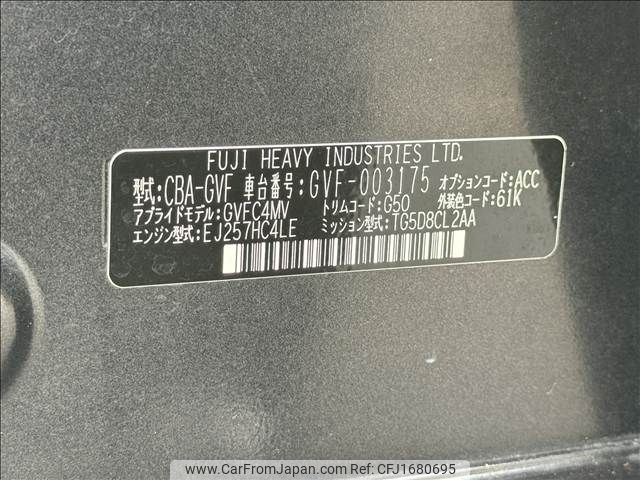 FUJI HEAVY INDUSTRIES LTD.
型式:CBA-GVF 車台番号:GVF-003175 オプションコード:ACC
アプライドモデル:GVFC4MV トリムコード:G50 外装色コード:61K
エンジン型式:EJ257HC4LE ミッション型式:TG5D8CL2AA
www.CarFromJapan.com - ID: CFJ1680695